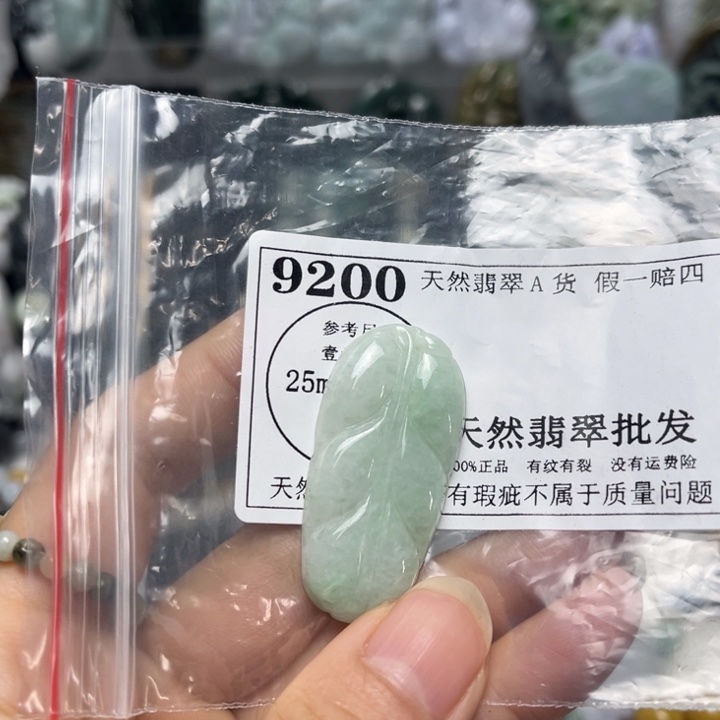 9200 天然翡翠A货 假一赔四
参考
壹
25m
天然翡翠批发
00%正品 有纹有裂 没有运费险
天然
有瑕疵不属于质量问题